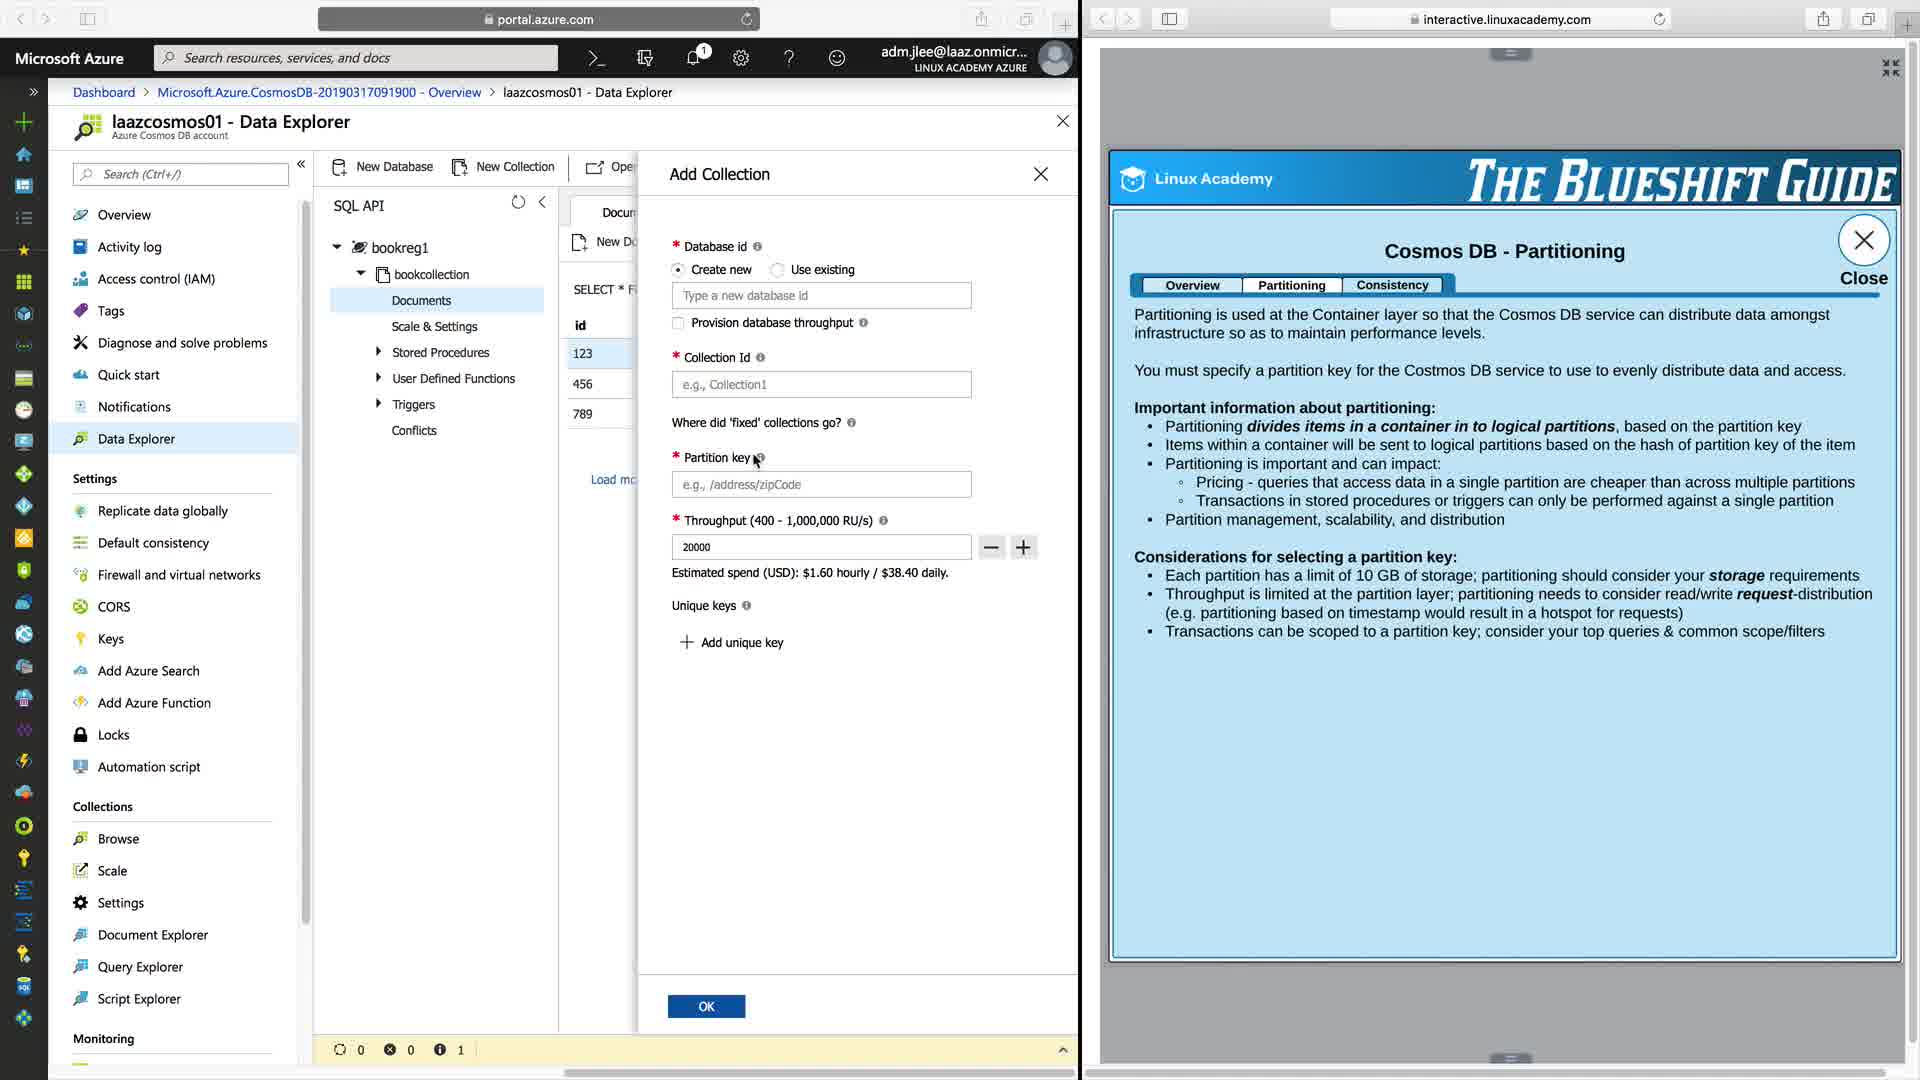 portal.azure.com
interactive.linuxacademy.com
Microsoft Azure
Search resources, services, and docs
1
adm.jlee@laaz.onmicr...
LINUX ACADEMY AZURE
Dashboard > Microsoft.Azure.CosmosDB-20190317091900 - Overview > laazcosmos01 - Data Explorer
laazcosmos01 - Data Explorer
Azure Cosmos DB account
Search (Ctrl+/)
Overview
Activity log
Access control (IAM)
Tags
Diagnose and solve problems
Quick start
Notifications
Data Explorer
Settings
Replicate data globally
Default consistency
Firewall and virtual networks
CORS
Keys
Add Azure Search
Add Azure Function
Locks
Automation script
Collections
Browse
Scale
Settings
Document Explorer
Query Explorer
Script Explorer
Monitoring
New Database
New Collection
SQL API
bookreg1
bookcollection
Documents
Scale & Settings
Stored Procedures
User Defined Functions
Triggers
Conflicts
SELECT *
id
123
456
789
Load
0
0
1
Add Collection
* Database id
Create new
Use existing
Type a new database id
Provision database throughput
* Collection Id
e.g., Collection1
Where did 'fixed' collections go?
* Partition key
e.g., /address/zipCode
* Throughput (400 - 1,000,000 RU/s)
20000
Estimated spend (USD): $1.60 hourly / $38.40 daily.
Unique keys
Add unique key
OK
Linux Academy
THE BLUESHIFT GUIDE
Cosmos DB - Partitioning
Close
Overview
Partitioning
Consistency
Partitioning is used at the Container layer so that the Cosmos DB service can distribute data amongst
infrastructure so as to maintain performance levels.
You must specify a partition key for the Costmos DB service to use to evenly distribute data and access.
Important information about partitioning:
• Partitioning divides items in a container in to logical partitions, based on the partition key
• Items within a container will be sent to logical partitions based on the hash of partition key of the item
• Partitioning is important and can impact:
◦ Pricing - queries that access data in a single partition are cheaper than across multiple partitions
◦ Transactions in stored procedures or triggers can only be performed against a single partition
• Partition management, scalability, and distribution
Considerations for selecting a partition key:
• Each partition has a limit of 10 GB of storage; partitioning should consider your storage requirements
• Throughput is limited at the partition layer; partitioning needs to consider read/write request-distribution
(e.g. partitioning based on timestamp would result in a hotspot for requests)
• Transactions can be scoped to a partition key; consider your top queries & common scope/filters